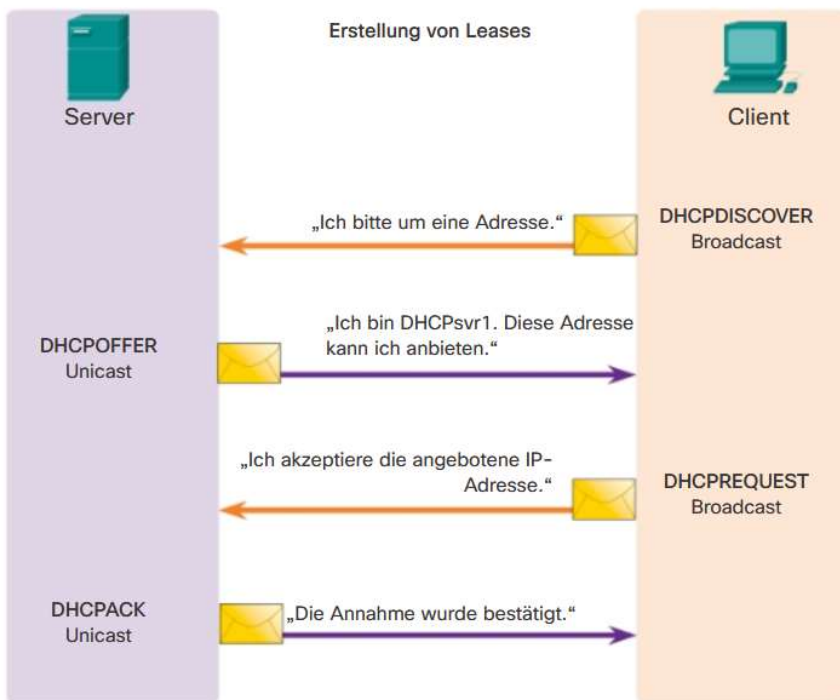 Erstellung von Leases
Server
Client
„Ich bitte um eine Adresse.“
DHCPDISCOVER
Broadcast
„Ich bin DHCPsvr1. Diese Adresse
kann ich anbieten.“
DHCPOFFER
Unicast
„Ich akzeptiere die angebotene IP-
Adresse.“
DHCPREQUEST
Broadcast
DHCPACK
Unicast
„Die Annahme wurde bestätigt.“